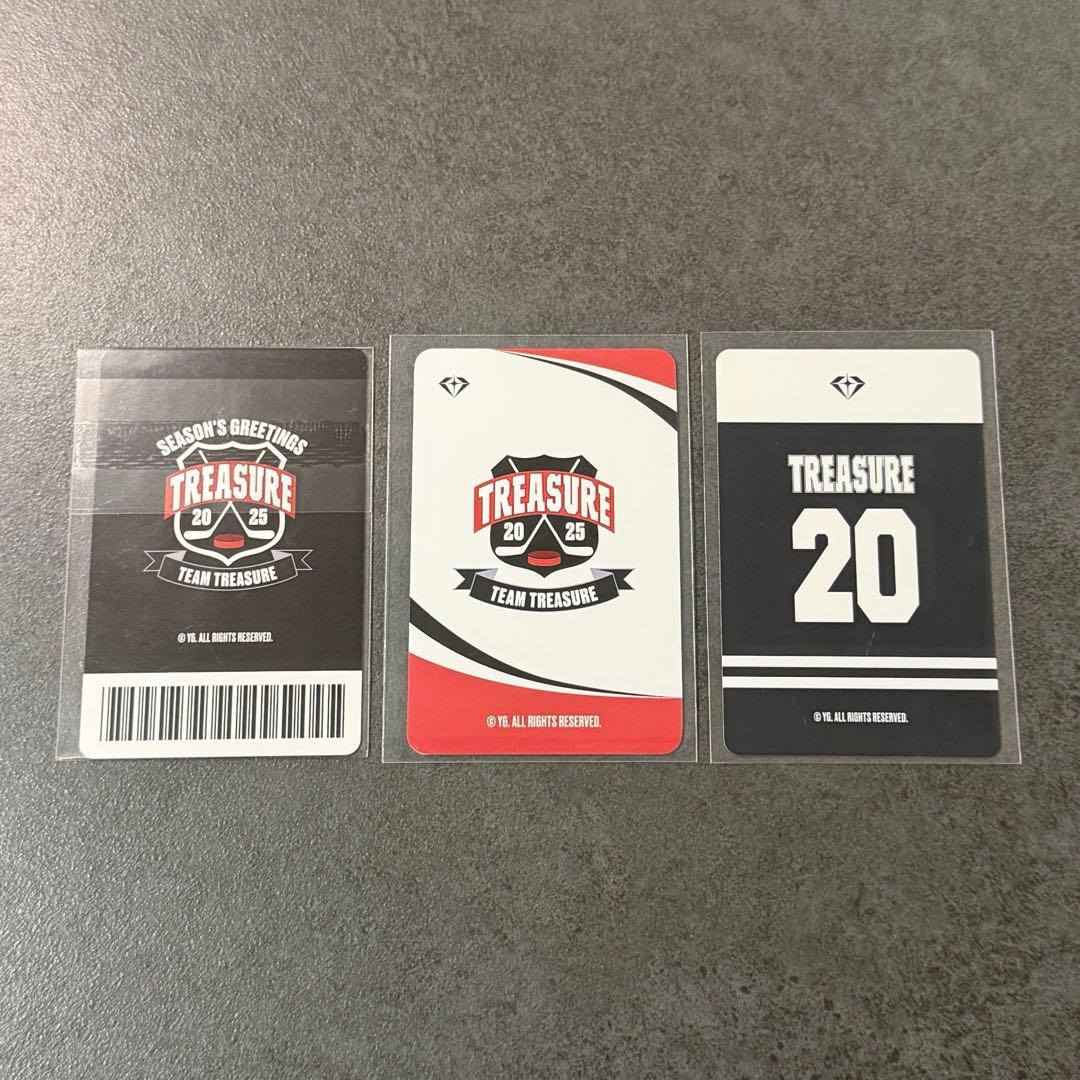 SEASON'S GREETINGS
TREASURE
20 25
TEAM TREASURE
© YG. ALL RIGHTS RESERVED.
TREASURE
20 25
TEAM TREASURE
© YG. ALL RIGHTS RESERVED.
TREASURE
20
© YG. ALL RIGHTS RESERVED.